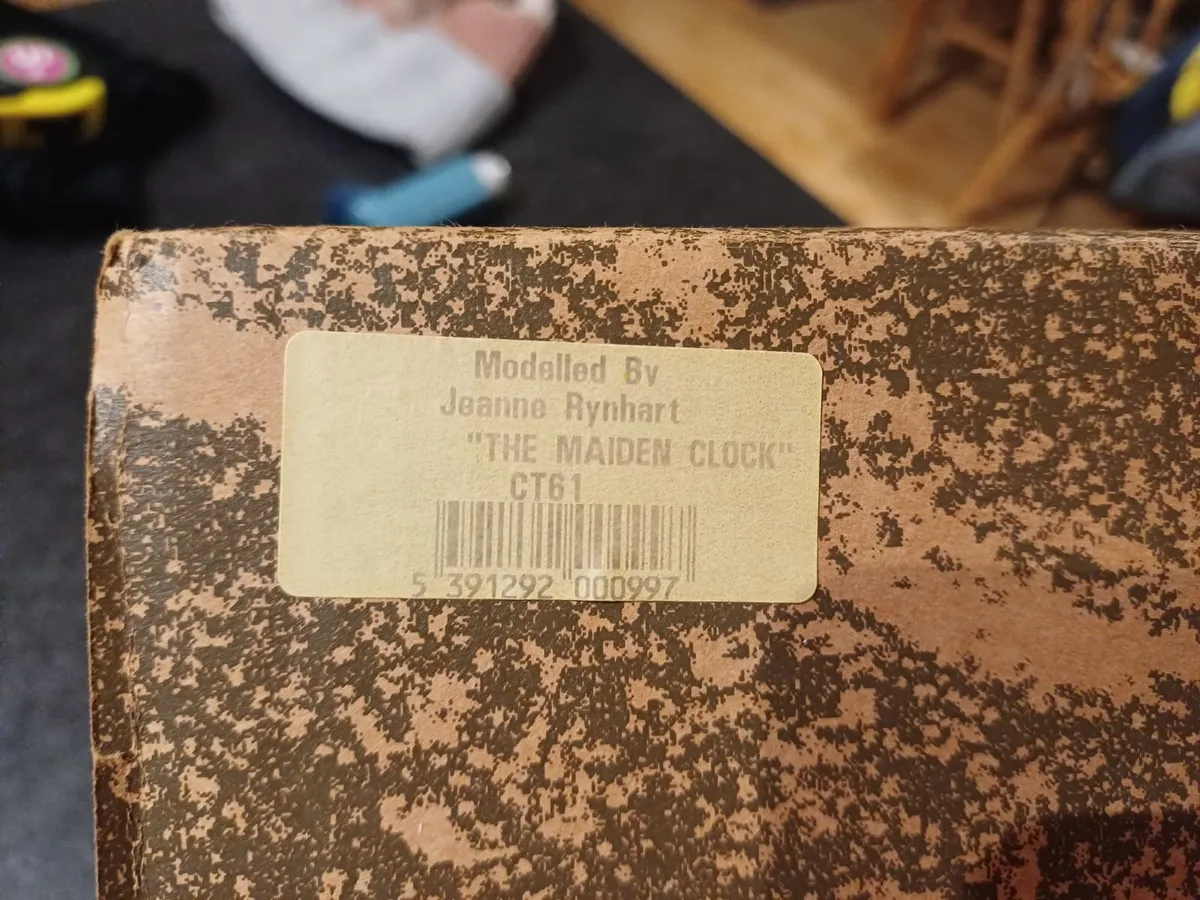 Modelled By
Jeanne Rynhart
"THE MAIDEN CLOCK"
CT61
5 391292 000997